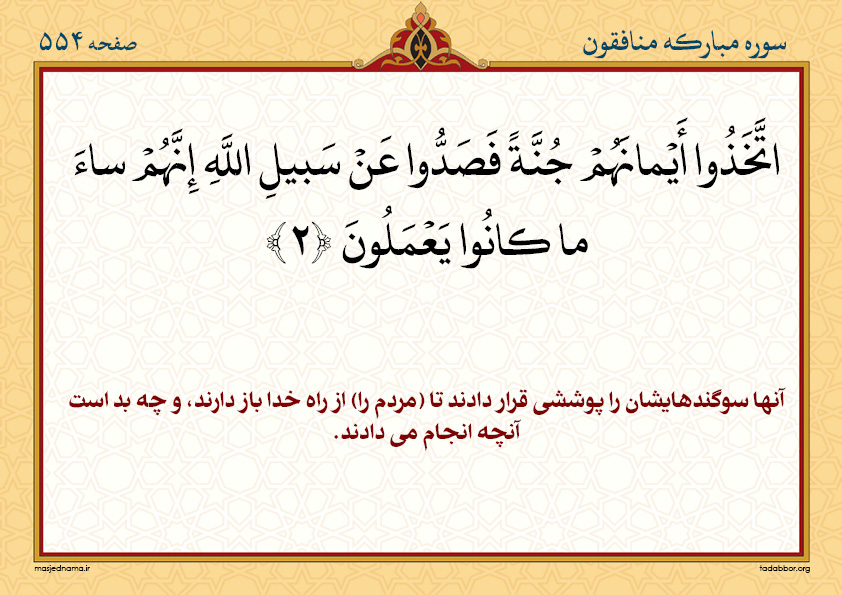 سوره مبارکه منافقون
صفحه ۵۵۴
اتَّخَذُوا أَيْمانَهُمْ جُنَّةً فَصَدُّوا عَنْ سَبيلِ اللَّهِ إِنَّهُمْ ساءَ
ما كانُوا يَعْمَلُونَ ﴿۲﴾
آنها سوگندهایشان را پوششی قرار دادند تا (مردم را) از راه خدا باز دارند، و چه بد است
آنچه انجام می دادند.
masjednama.ir
tadabbor.org